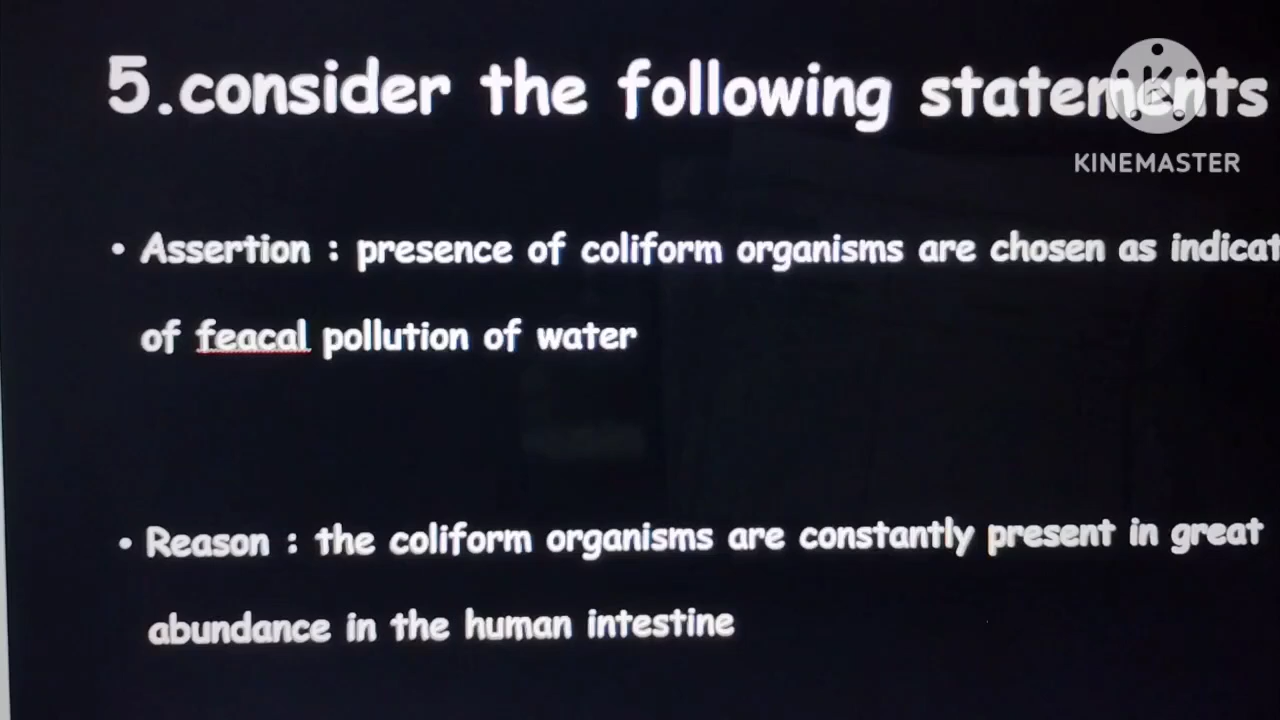 5.consider the following statements
KINEMASTER
• Assertion : presence of coliform organisms are chosen as indicat
of feacal pollution of water
• Reason : the coliform organisms are constantly present in great
abundance in the human intestine